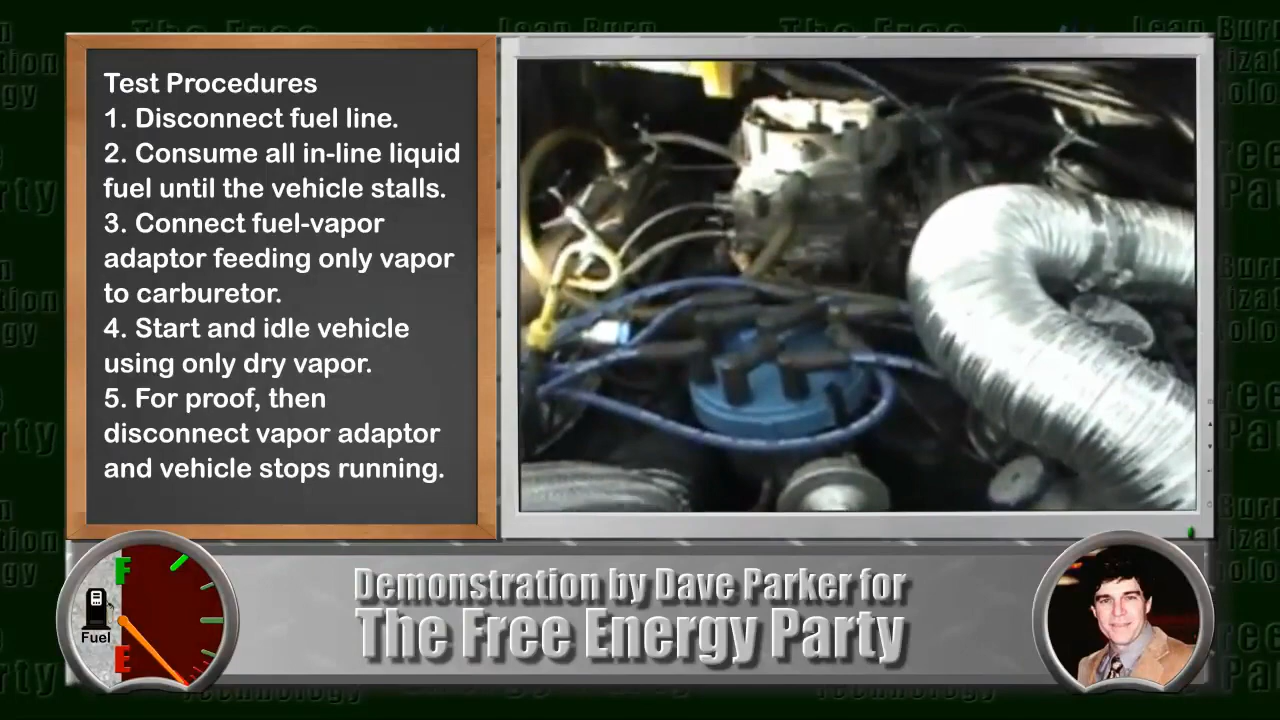 Test Procedures
1. Disconnect fuel line.
2. Consume all in-line liquid
fuel until the vehicle stalls.
3. Connect fuel-vapor
adaptor feeding only vapor
to carburetor.
4. Start and idle vehicle
using only dry vapor.
5. For proof, then
disconnect vapor adaptor
and vehicle stops running.
F
Fuel
E
Demonstration by Dave Parker for
The Free Energy Party